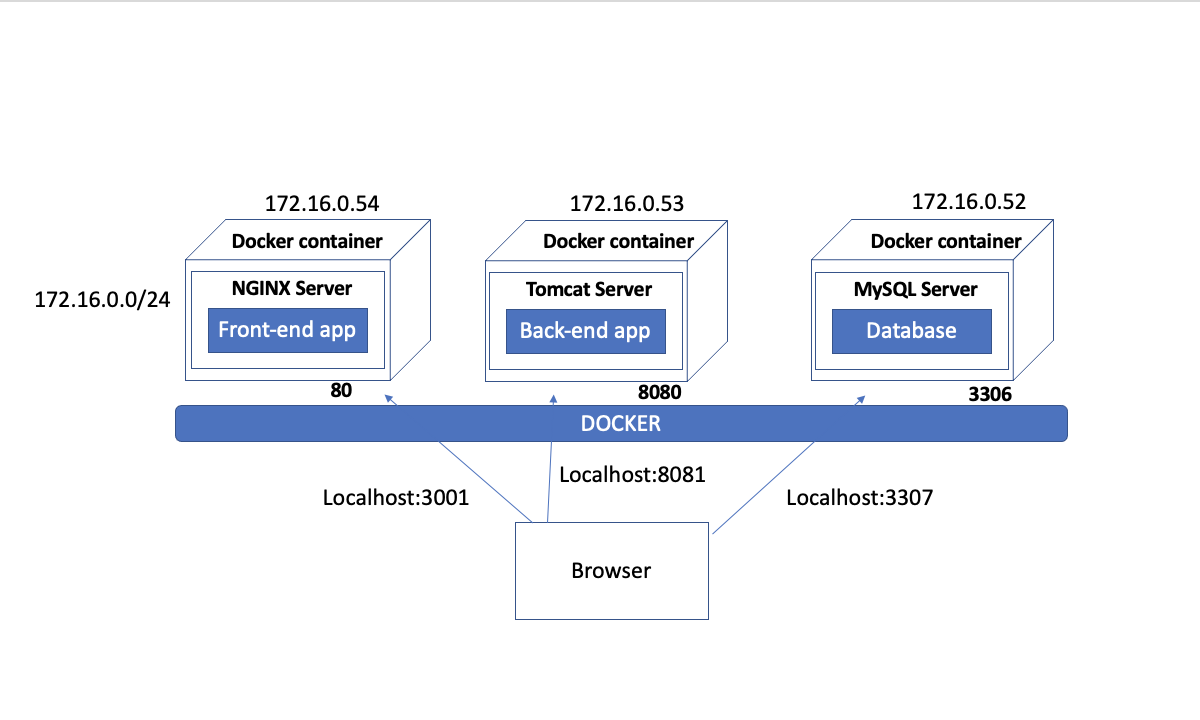 172.16.0.54
172.16.0.53
172.16.0.52
Docker container
Docker container
Docker container
172.16.0.0/24
NGINX Server
Tomcat Server
MySQL Server
Front-end app
Back-end app
Database
80
8080
3306
DOCKER
Localhost:3001
Localhost:8081
Localhost:3307
Browser